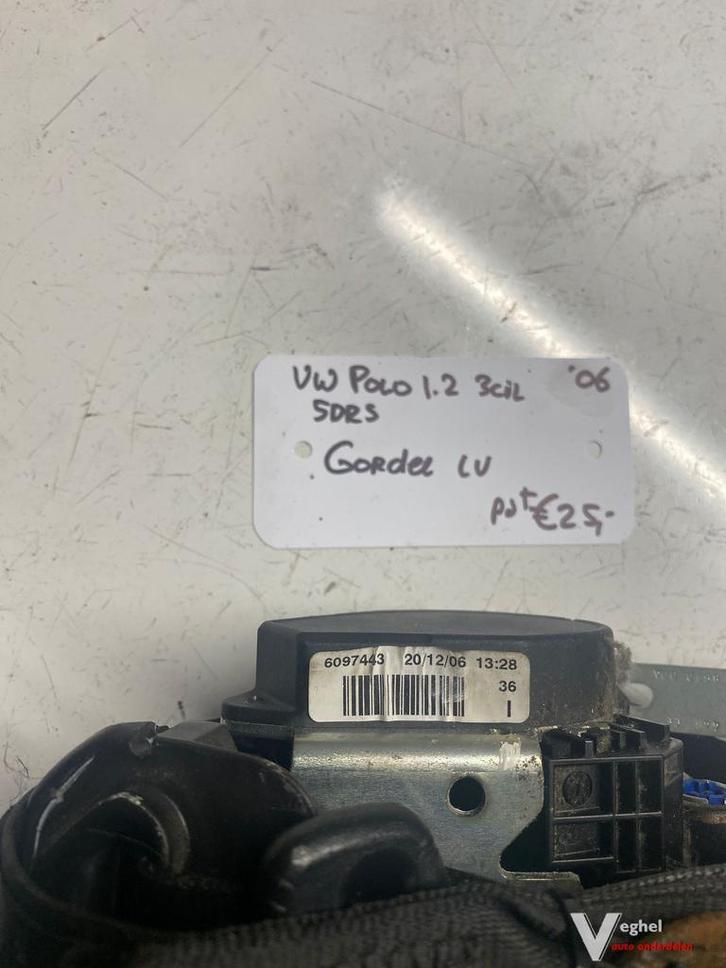 VW POLO 1.2 3CIL '06
5DRS
GORDEL LV
€25,-
6097443 20/12/06 13:28
36
I
Veghel
auto onderdelen